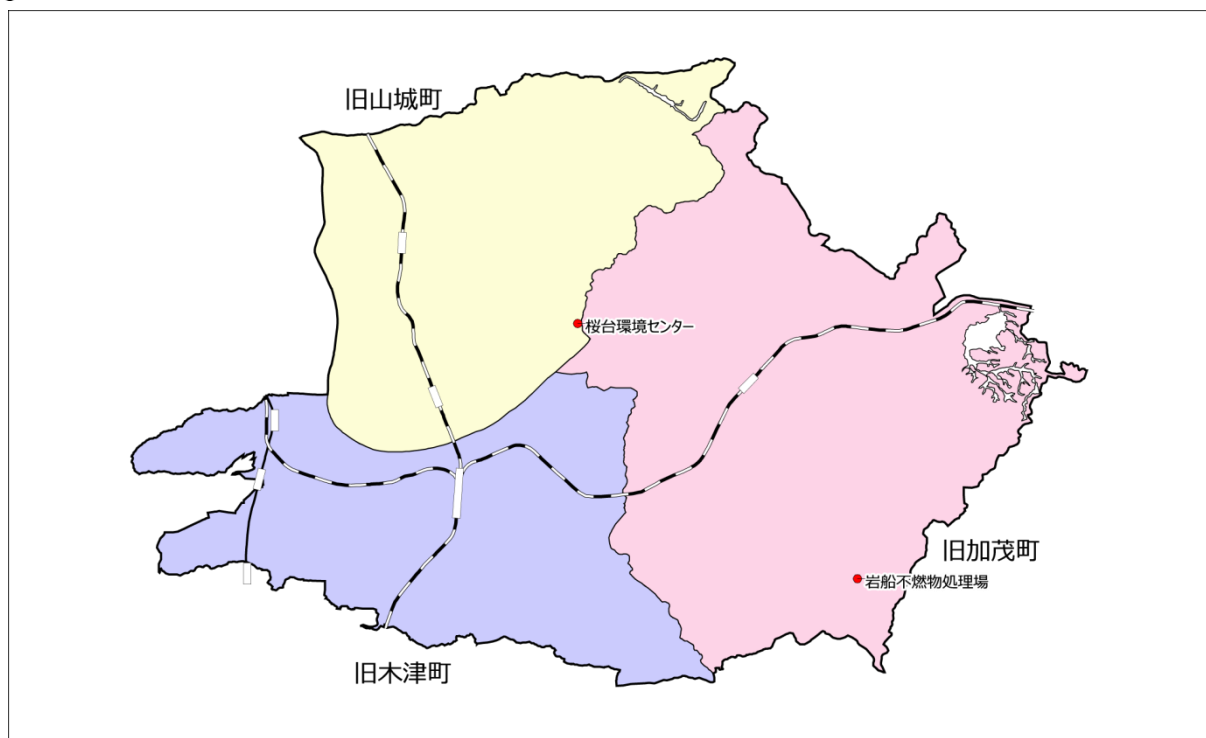 旧山城町
桜台環境センター
旧加茂町
岩船不燃物処理場
旧木津町